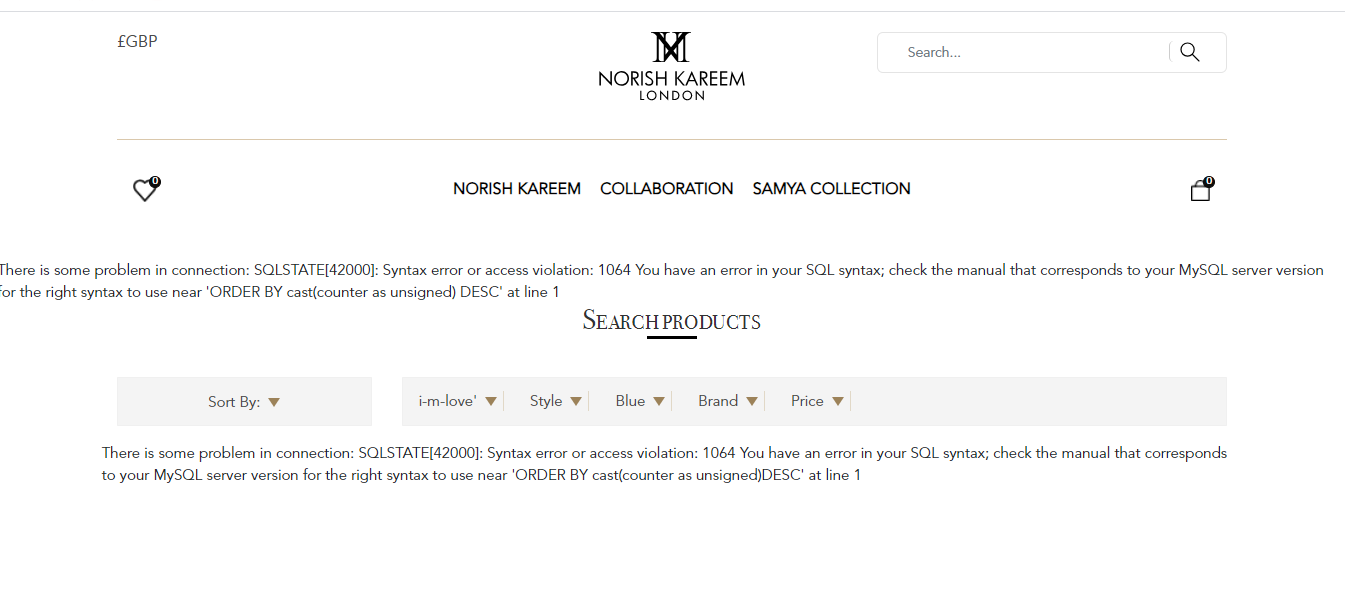 £GBP
NORISH KAREEM
LONDON
Search...
0
NORISH KAREEM COLLABORATION SAMYA COLLECTION
0
There is some problem in connection: SQLSTATE[42000]: Syntax error or access violation: 1064 You have an error in your SQL syntax; check the manual that corresponds to your MySQL server version
for the right syntax to use near 'ORDER BY cast(counter as unsigned) DESC' at line 1
SEARCH PRODUCTS
Sort By:
i-m-love' Style Blue Brand Price
There is some problem in connection: SQLSTATE[42000]: Syntax error or access violation: 1064 You have an error in your SQL syntax; check the manual that corresponds
to your MySQL server version for the right syntax to use near 'ORDER BY cast(counter as unsigned)DESC' at line 1